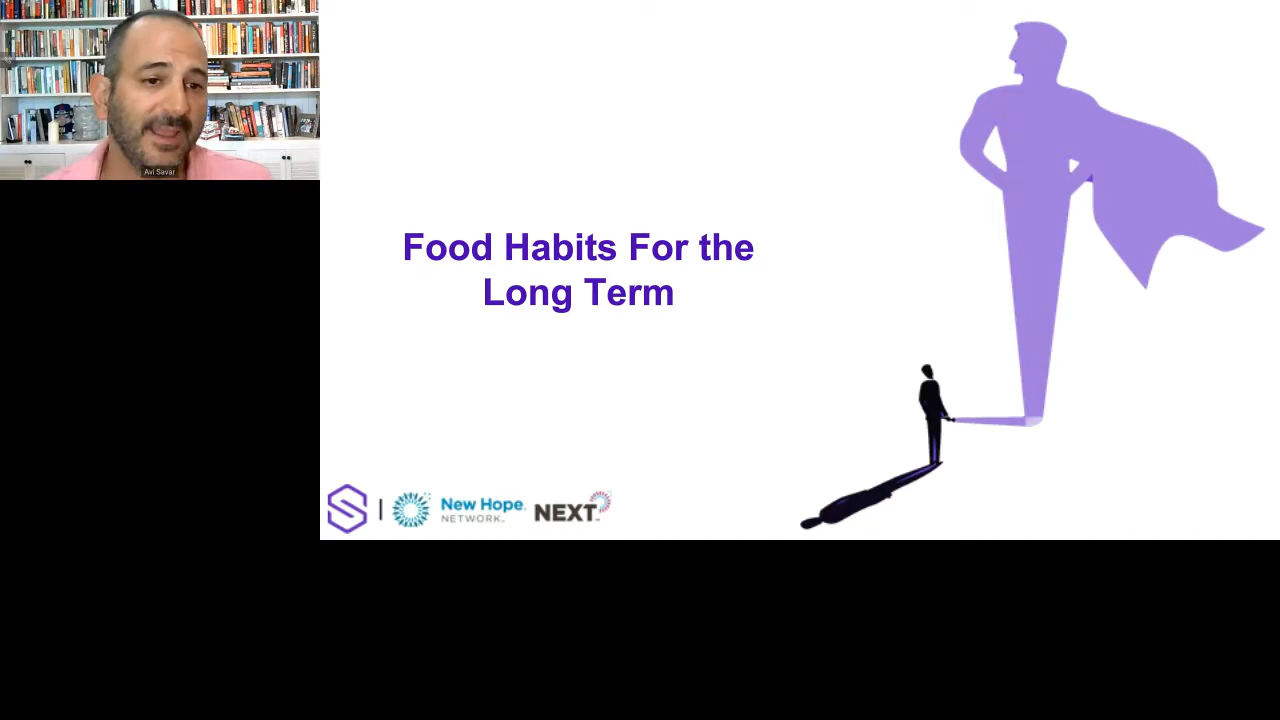 Avi Savar
Food Habits For the
Long Term
New Hope
NETWORK
NEXT